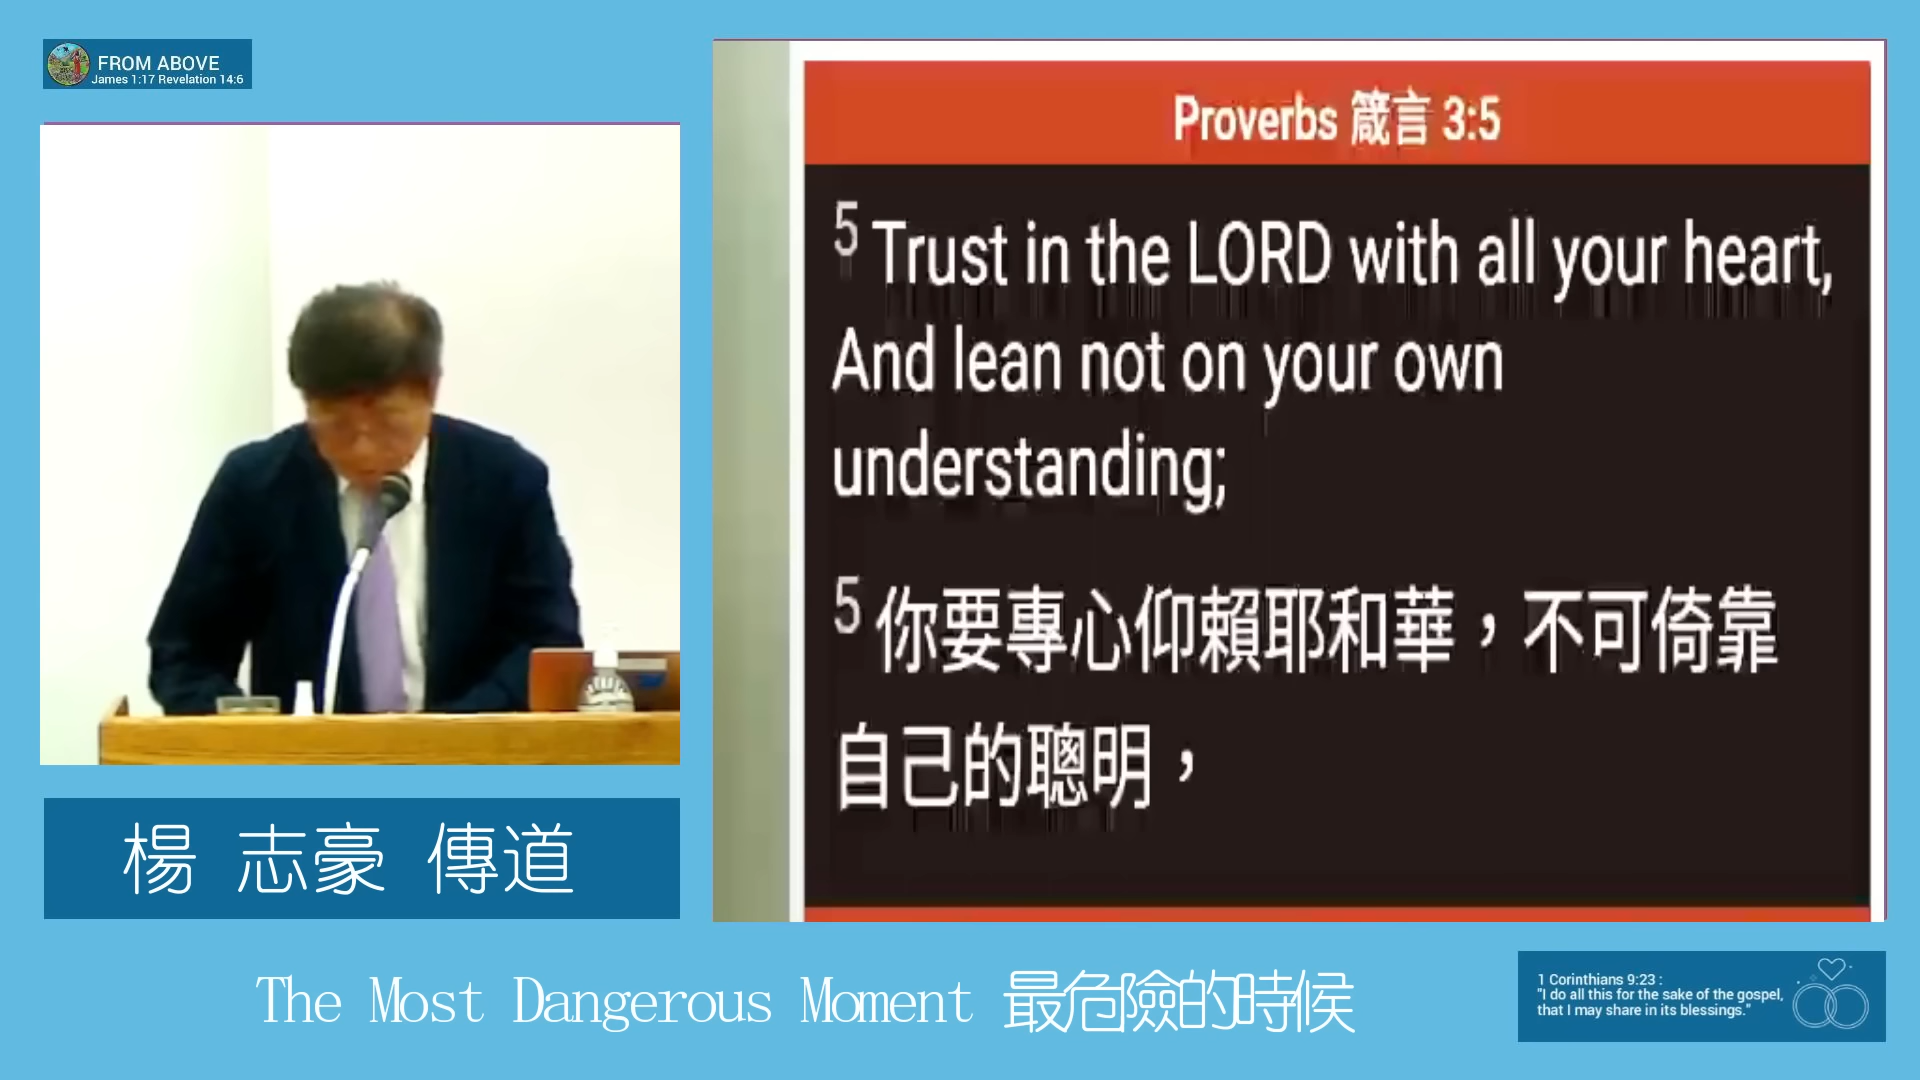 FROM ABOVE
James 1:17 Revelation 14:6
Proverbs 箴言 3:5
5 Trust in the LORD with all your heart,
And lean not on your own
understanding;
5 你要專心仰賴耶和華，不可倚靠
自己的聰明，
楊 志豪 傳道
The Most Dangerous Moment 最危險的時候
1 Corinthians 9:23 :
"I do all this for the sake of the gospel,
that I may share in its blessings."